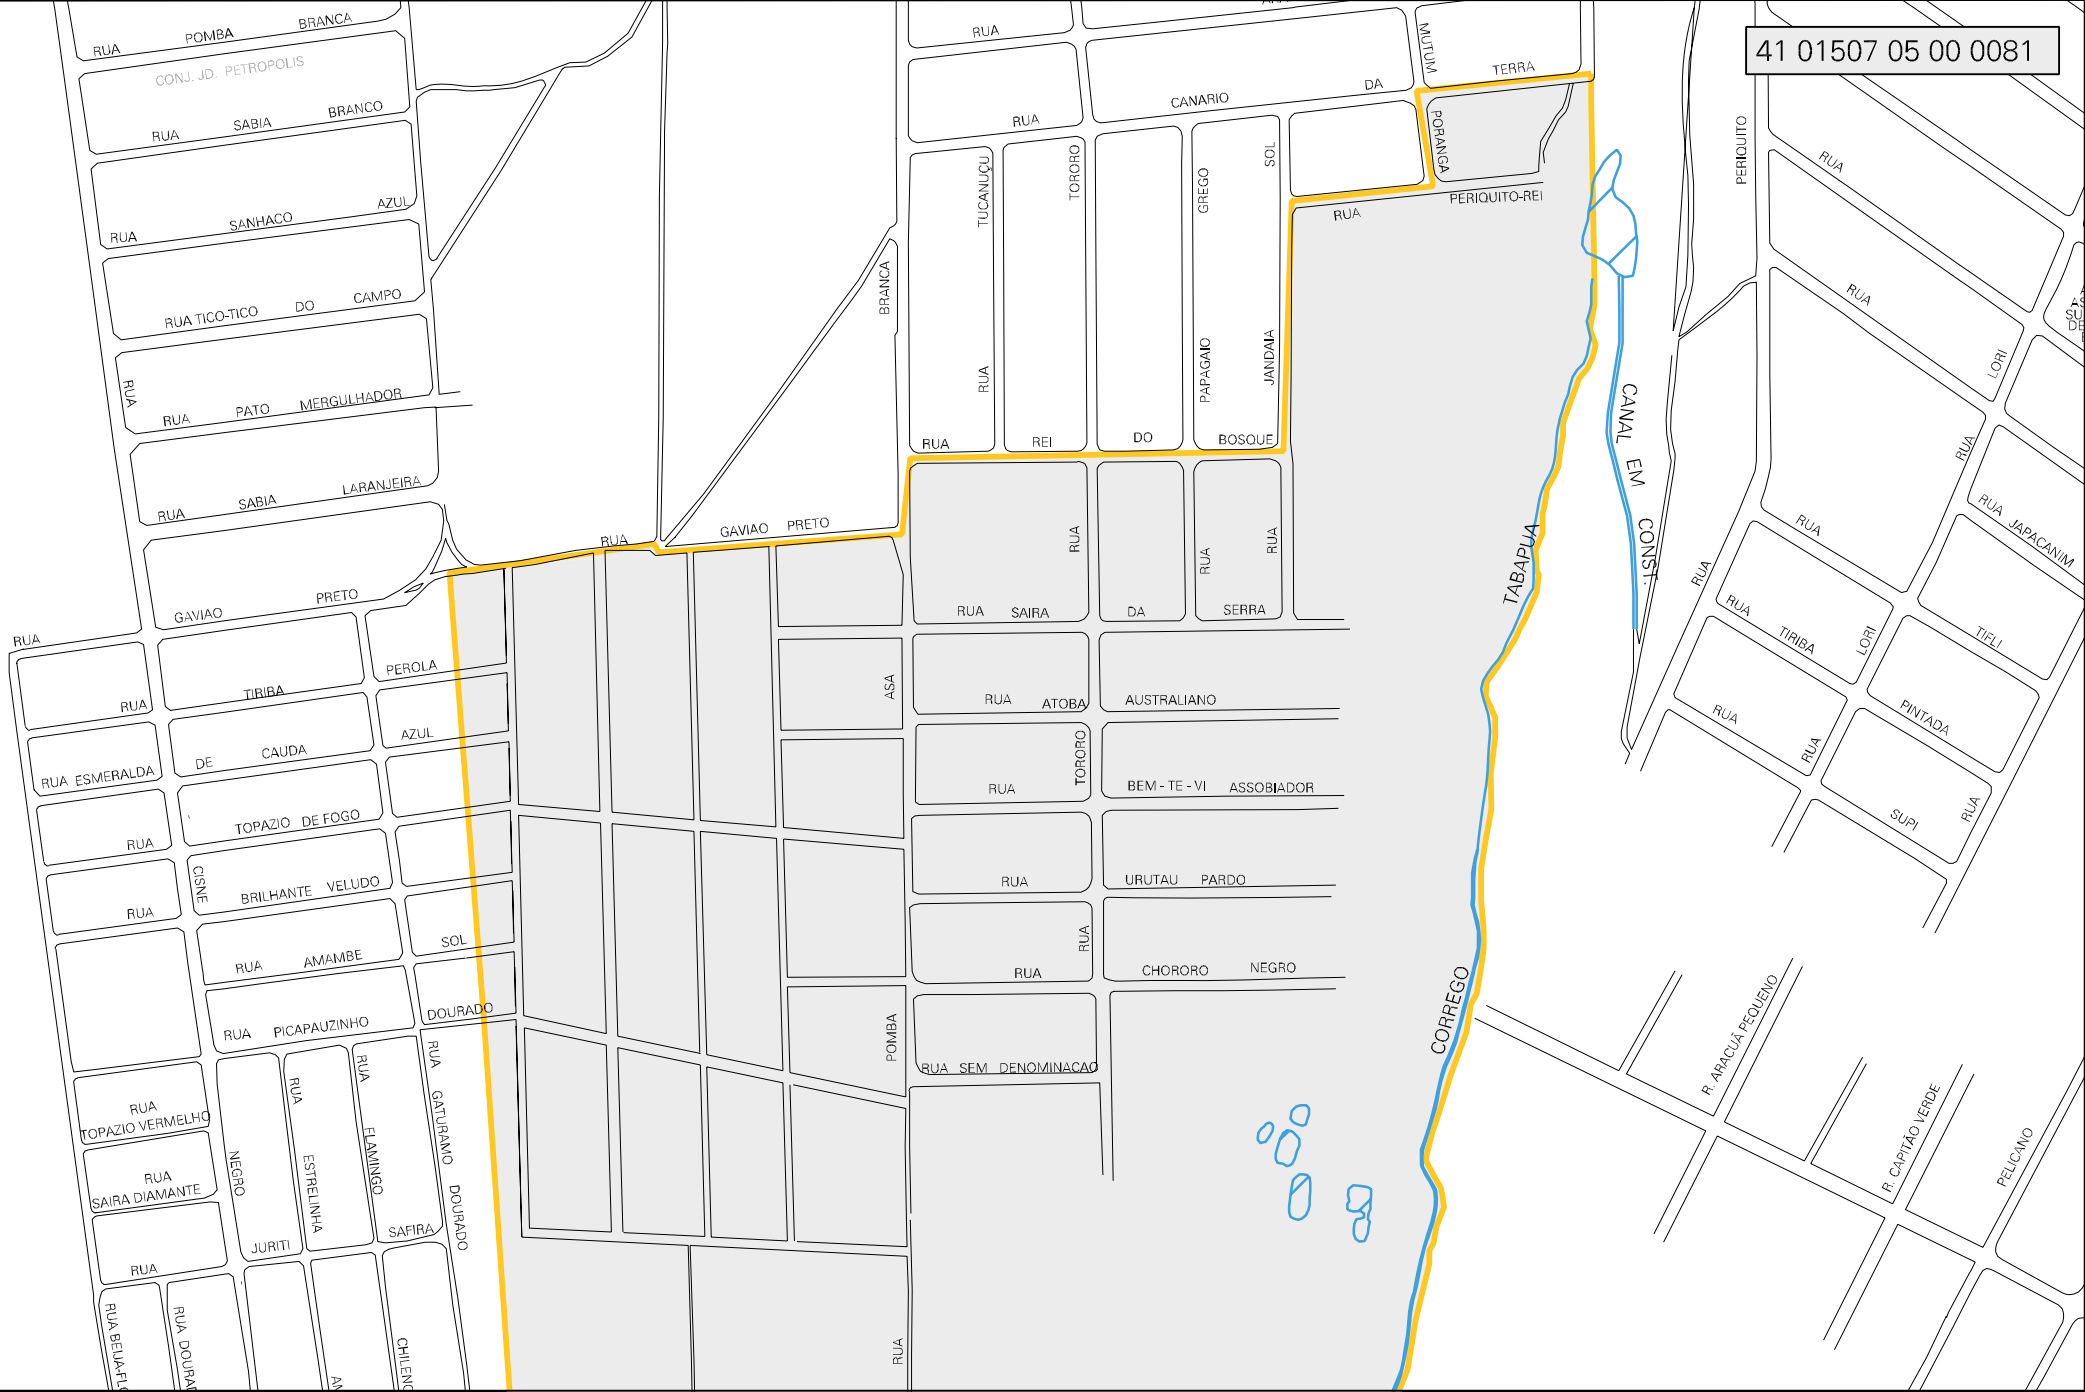 41 01507 05 00 0081
RUA POMBA BRANCA
CONJ. JD. PETROPOLIS
RUA SABIA BRANCO
RUA SANHACO AZUL
RUA TICO-TICO DO CAMPO
RUA
RUA PATO MERGULHADOR
RUA SABIA LARANJEIRA
RUA GAVIAO PRETO
RUA GAVIAO PRETO
RUA
CANARIO DA TERRA
RUA
MUTUM
PORANGA
RUA PERIQUITO-REI
BRANCA
RUA TUCANUÇU
TORORO
PAPAGAIO GREGO
JANDAIA SOL
RUA REI DO BOSQUE
RUA
RUA
RUA
RUA SAIRA DA SERRA
RUA ATOBA AUSTRALIANO
RUA BEM - TE - VI ASSOBIADOR
TORORO
RUA URUTAU PARDO
RUA
RUA CHORORO NEGRO
RUA SEM DENOMINACAO
ASA
POMBA
RUA
CORREGO TABAPUA
CANAL EM CONST.
PERIQUITO
RUA
RUA
LORI
RUA
RUA
RUA JAPACANIM
RUA
RUA TIRIBA
LORI
TIFLI
RUA
RUA
PINTADA
SUPI
RUA
R. ARACUÃ PEQUENO
R. CAPITÃO VERDE
PELICANO
RUA TIRIBA PEROLA
RUA DE CAUDA AZUL
RUA ESMERALDA
TOPAZIO DE FOGO
RUA
CISNE
BRILHANTE VELUDO
RUA
RUA AMAMBE SOL
RUA PICAPAUZINHO DOURADO
RUA
TOPAZIO VERMELHO
RUA
SAIRA DIAMANTE
NEGRO
RUA ESTRELINHA
RUA FLAMINGO
RUA GATURAMO DOURADO
RUA JURITI SAFIRA
RUA BEIJA-FL
RUA DOURAD
CHILENO